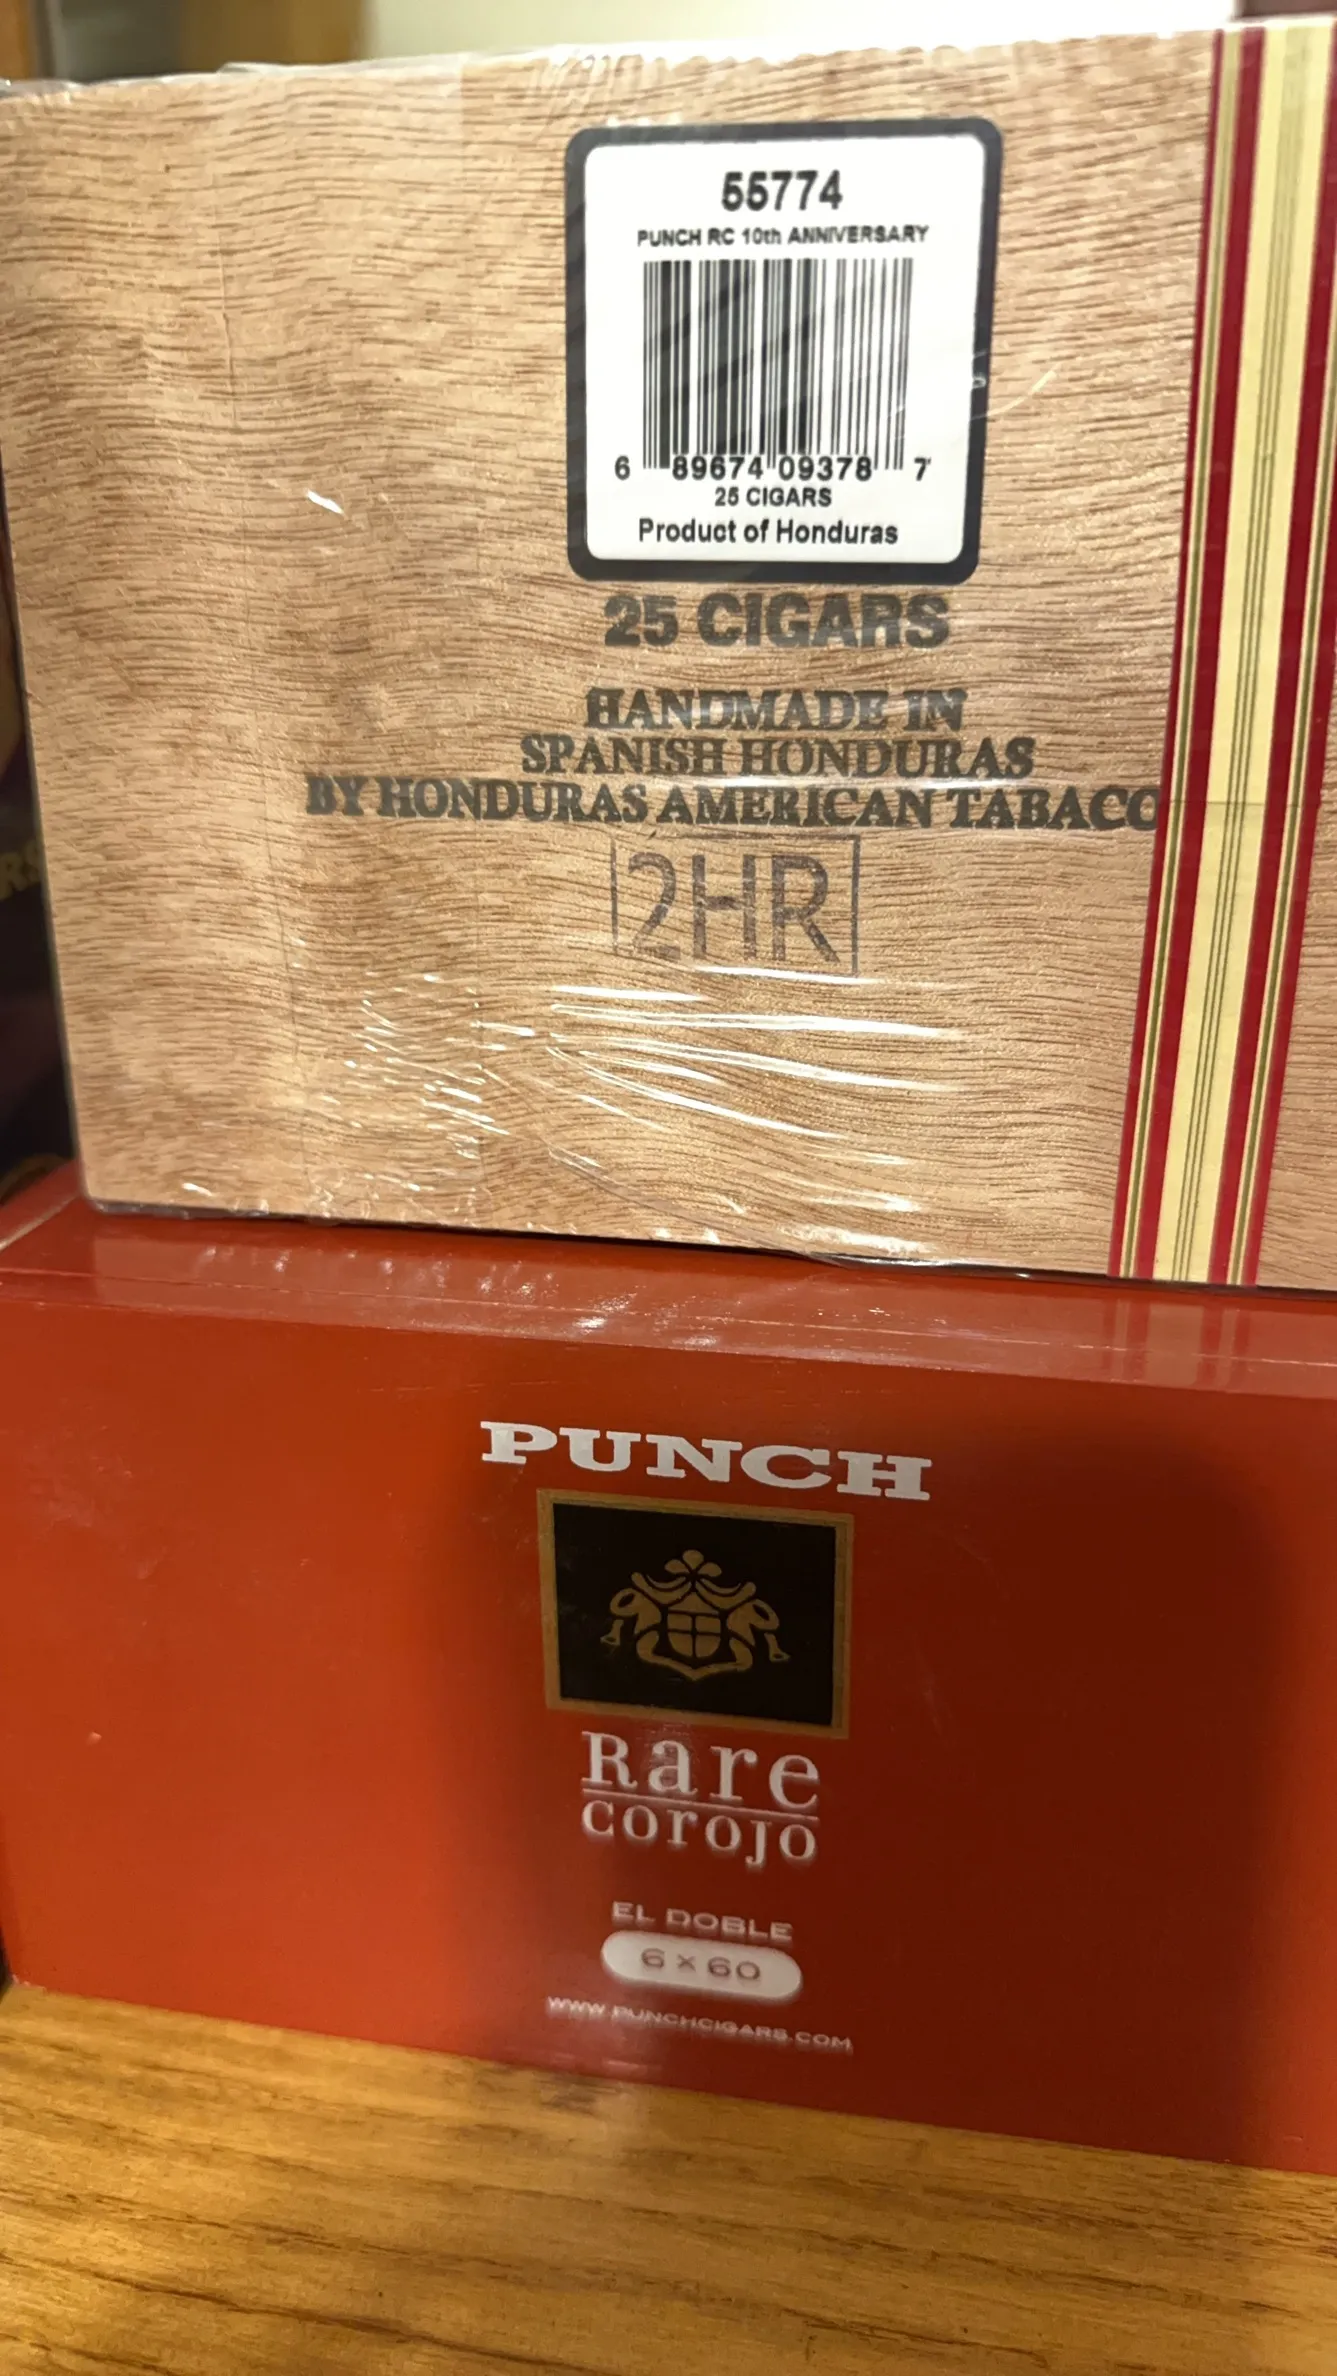 55774
PUNCH RC 10th ANNIVERSARY
6 89674 09378 7
25 CIGARS
Product of Honduras
25 CIGARS
HANDMADE IN
SPANISH HONDURAS
BY HONDURAS AMERICAN TABACO
2HR
PUNCH
Rare
corojo
EL DOBLE
6 x 60
WWW.PUNCHCIGARS.COM